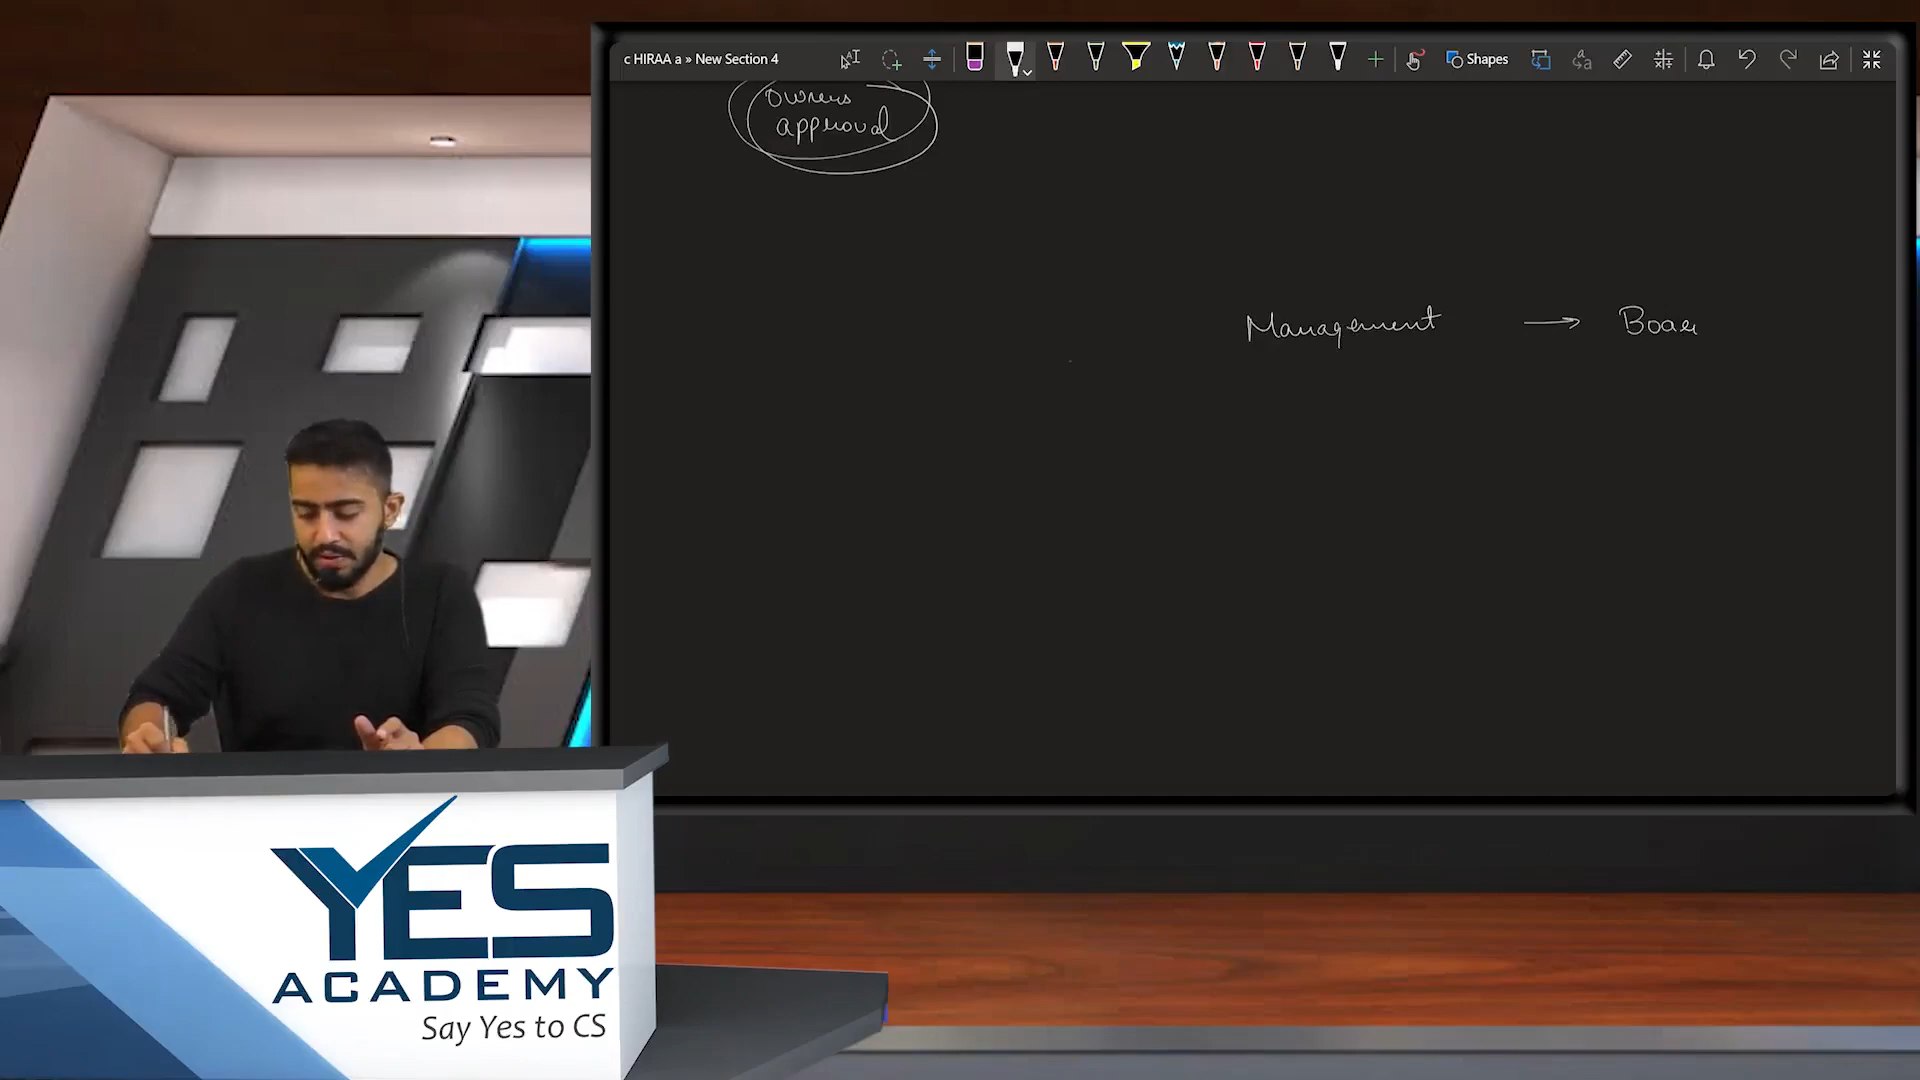 c HIRAA a » New Section 4
Shapes
owners
approval
Management → Boar
YES
ACADEMY
Say Yes to CS